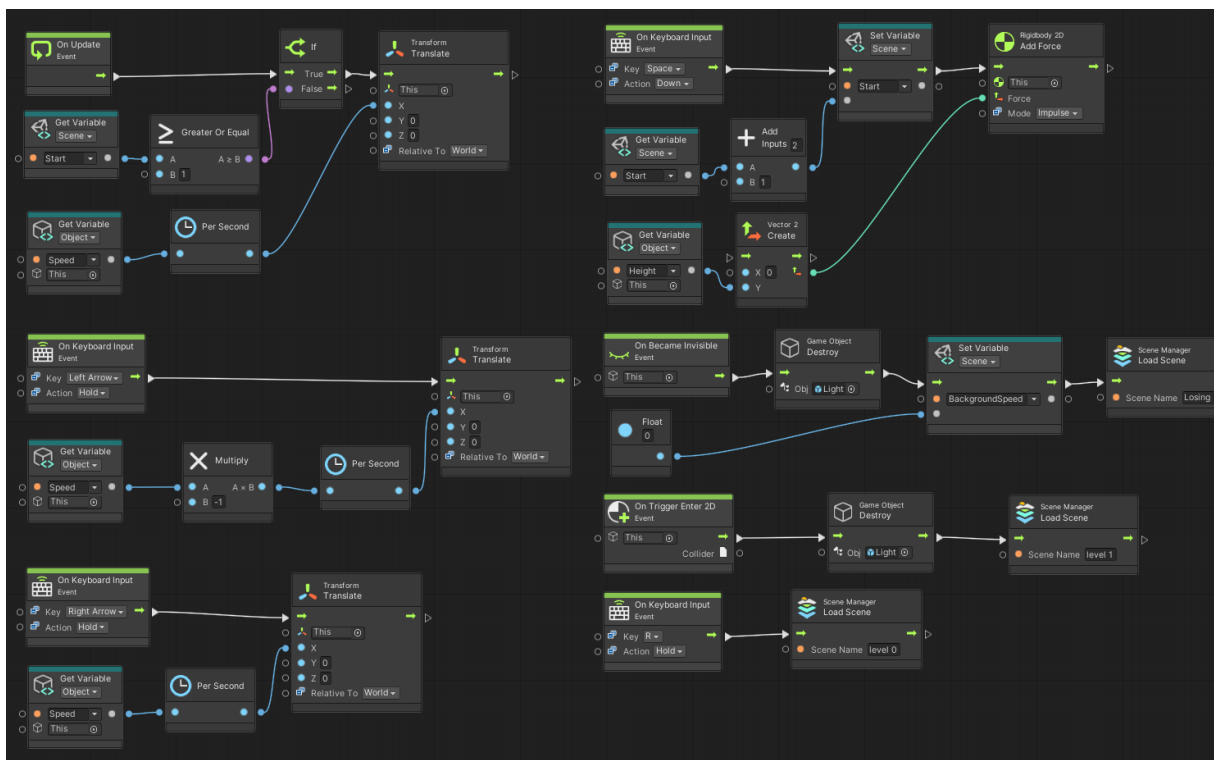 On Update
Event
If
True
False
Transform
Translate
This
X
Y 0
Z 0
Relative To World
Get Variable
Scene
Start
Greater Or Equal
A A ≥ B
B 1
Get Variable
Object
Speed
This
Per Second
On Keyboard Input
Event
Key Space
Action Down
Set Variable
Scene
Start
Rigidbody 2D
Add Force
This
Force
Mode Impulse
Get Variable
Scene
Start
Add
Inputs 2
A
B 1
Get Variable
Object
Height
This
Vector 2
Create
X 0
Y
On Keyboard Input
Event
Key Left Arrow
Action Hold
Transform
Translate
This
X
Y 0
Z 0
Relative To World
Get Variable
Object
Speed
This
Multiply
A A × B
B -1
Per Second
On Became Invisible
Event
This
Game Object
Destroy
Obj Light
Set Variable
Scene
BackgroundSpeed
Scene Manager
Load Scene
Scene Name Losing
Float
0
On Trigger Enter 2D
Event
This
Collider
Game Object
Destroy
Obj Light
Scene Manager
Load Scene
Scene Name level 1
On Keyboard Input
Event
Key Right Arrow
Action Hold
Transform
Translate
This
X
Y 0
Z 0
Relative To World
Get Variable
Object
Speed
This
Per Second
On Keyboard Input
Event
Key R
Action Hold
Scene Manager
Load Scene
Scene Name level 0